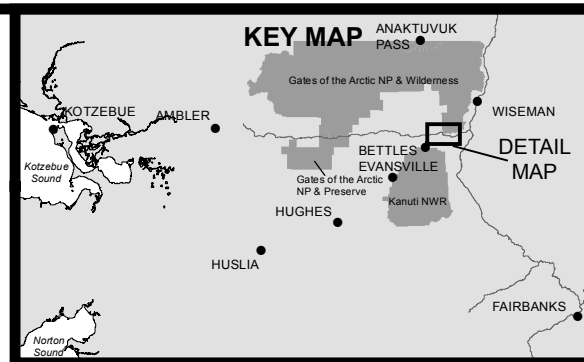 KEY MAP
ANAKTUVUK
PASS
Gates of the Arctic NP & Wilderness
KOTZEBUE
AMBLER
WISEMAN
Kotzebue
Sound
BETTLES
EVANSVILLE
DETAIL
MAP
Gates of the Arctic
NP & Preserve
Kanuti NWR
HUGHES
HUSLIA
FAIRBANKS
Norton
Sound